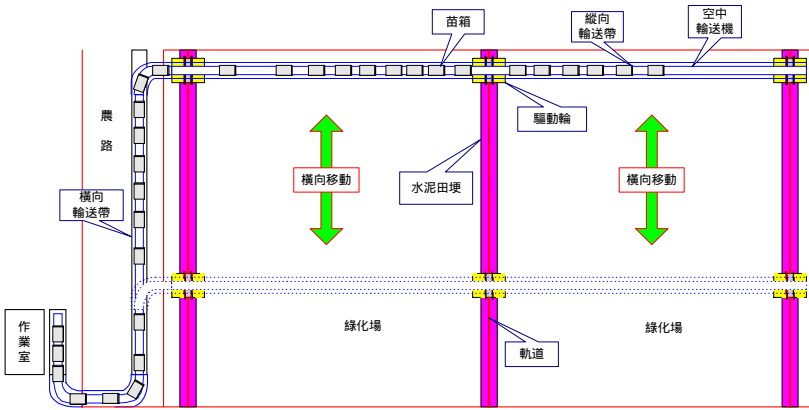 苗箱
縱向
輸送帶
空中
輸送機
農
路
驅動輪
橫向移動
水泥田埂
橫向移動
橫向
輸送帶
作
業
室
綠化場
綠化場
軌道